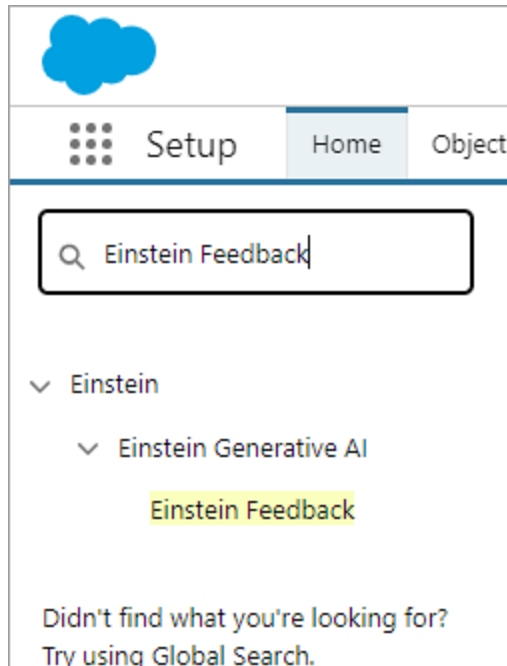 Setup
Home
Object
Einstein Feedback
Einstein
Einstein Generative AI
Einstein Feedback
Didn't find what you're looking for?
Try using Global Search.